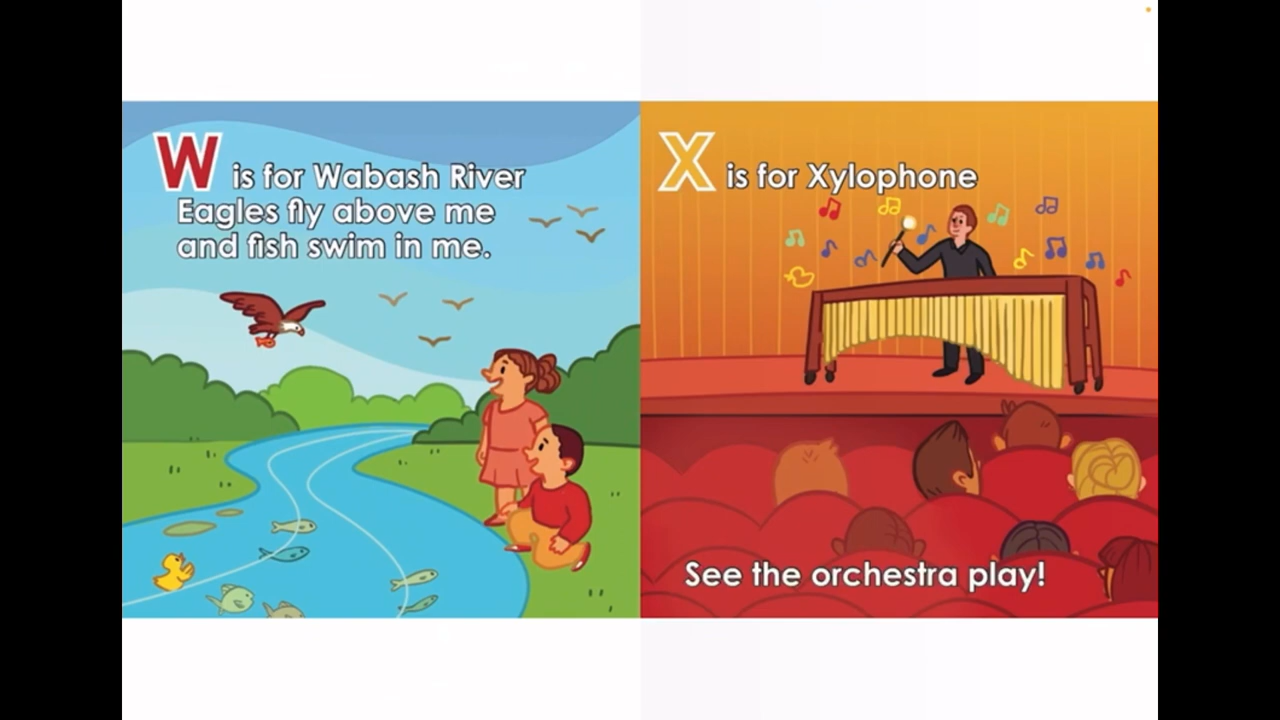 W is for Wabash River
Eagles fly above me
and fish swim in me.
X is for Xylophone
See the orchestra play!